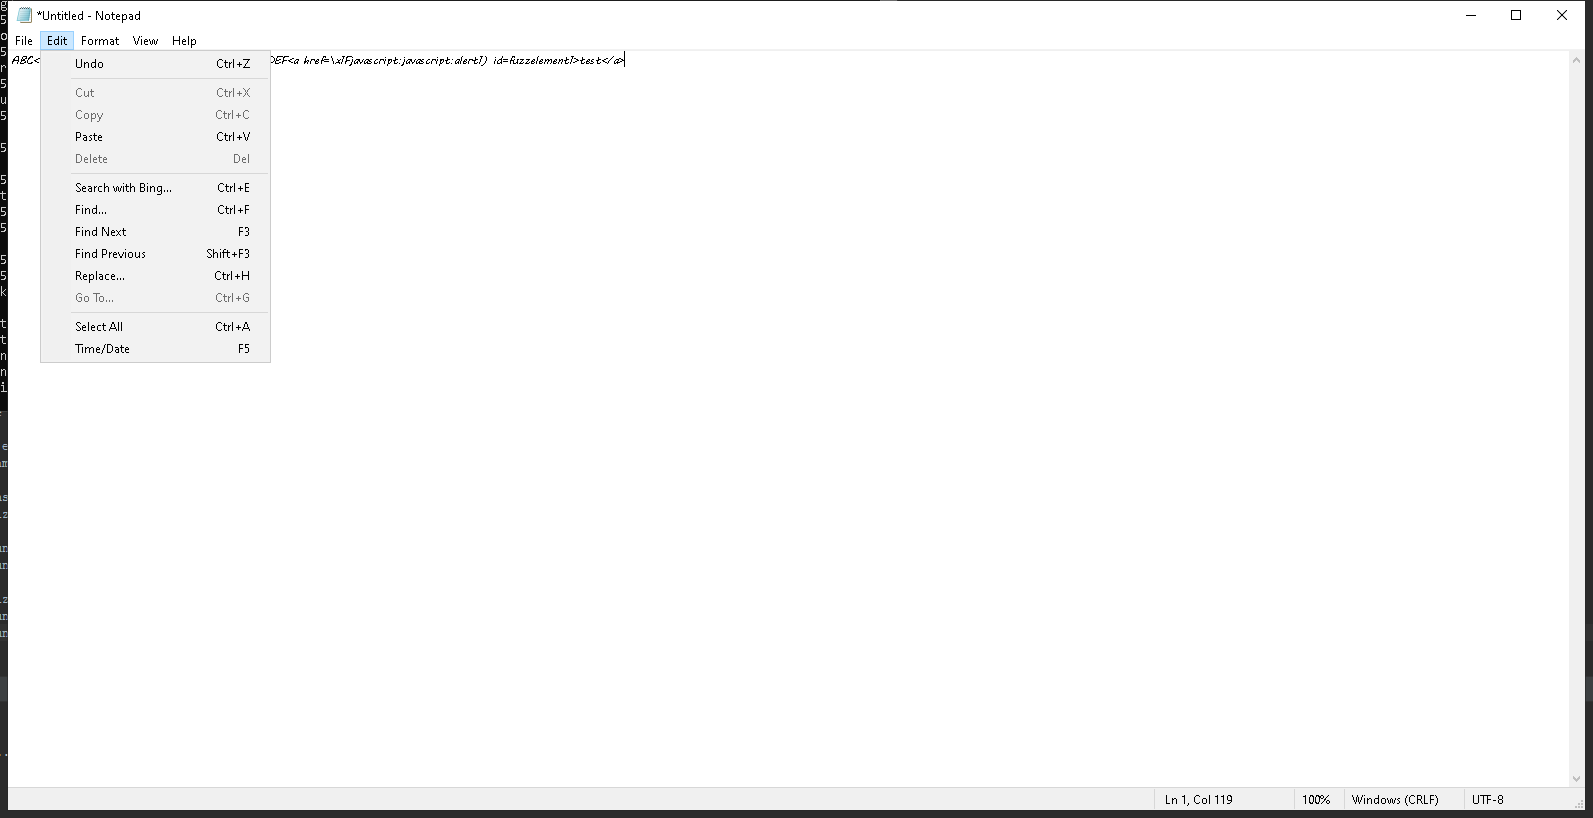 *Untitled - Notepad
File Edit Format View Help
ABC< DEF<a href=\x1Fjavascript:javascript:alert1) id=fuzzelement1>test</a>
Undo Ctrl+Z
Cut Ctrl+X
Copy Ctrl+C
Paste Ctrl+V
Delete Del
Search with Bing... Ctrl+E
Find... Ctrl+F
Find Next F3
Find Previous Shift+F3
Replace... Ctrl+H
Go To... Ctrl+G
Select All Ctrl+A
Time/Date F5
Ln 1, Col 119 100% Windows (CRLF) UTF-8